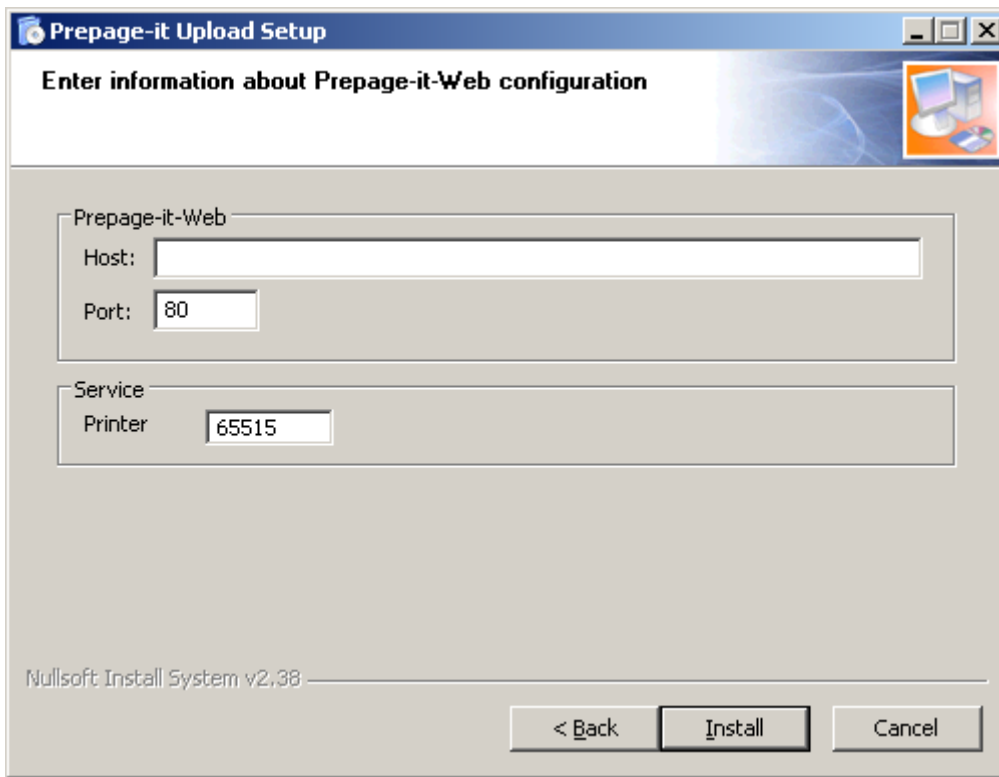 Prepage-it Upload Setup
Enter information about Prepage-it-Web configuration
Prepage-it-Web
Host:
Port: 80
Service
Printer 65515
Nullsoft Install System v2.38
< Back Install Cancel